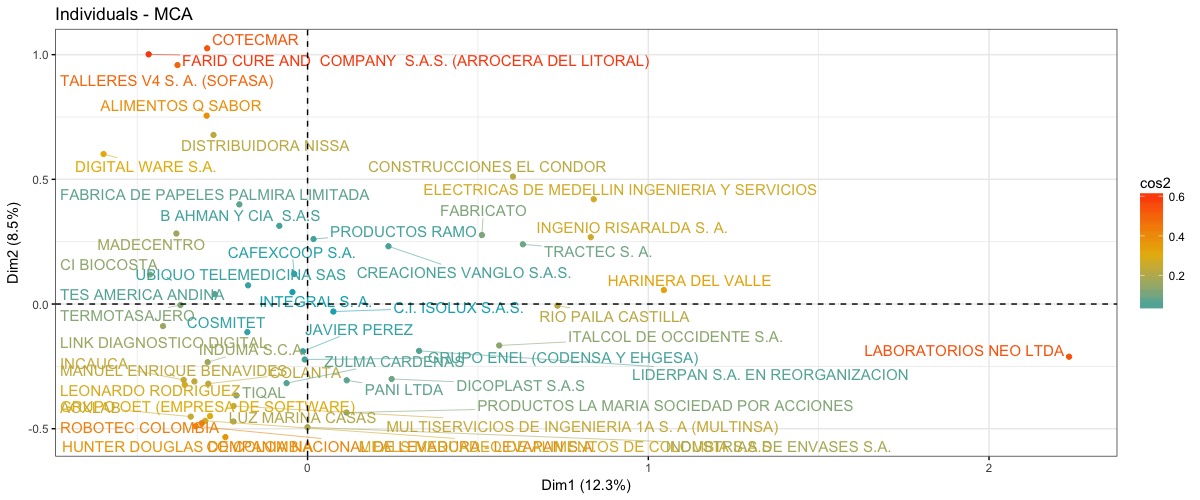 Individuals - MCA
COTECMAR
1.0
FARID CURE AND COMPANY S.A.S. (ARROCERA DEL LITORAL)
TALLERES V4 S. A. (SOFASA)
ALIMENTOS Q SABOR
DISTRIBUIDORA NISSA
DIGITAL WARE S.A.
CONSTRUCCIONES EL CONDOR
0.5
FABRICA DE PAPELES PALMIRA LIMITADA
ELECTRICAS DE MEDELLIN INGENIERIA Y SERVICIOS
B AHMAN Y CIA S.A.S
FABRICATO
PRODUCTOS RAMO
INGENIO RISARALDA S. A.
MADECENTRO
CAFEXCOOP S.A.
TRACTEC S. A.
CI BIOCOSTA
UBIQUO TELEMEDICINA SAS
CREACIONES VANGLO S.A.S.
HARINERA DEL VALLE
TES AMERICA ANDINA
INTEGRAL S. A.
0.0
C.I. ISOLUX S.A.S.
TERMOTASAJERO
COSMITET
RIO PAILA CASTILLA
JAVIER PEREZ
ITALCOL DE OCCIDENTE S.A.
LINK DIAGNOSTICO DIGITAL
INDUMA S.C.A
LABORATORIOS NEO LTDA
INCAUCA
ZULMA CARDENAS
GRUPO ENEL (CODENSA Y EHGESA)
MANUEL ENRIQUE BENAVIDES
COLANTA
LIDERPAN S.A. EN REORGANIZACION
LEONARDO RODRIGUEZ
TIQAL
PANI LTDA
DICOPLAST S.A.S
GRUPO OET (EMPRESA DE SOFTWARE)
PRODUCTOS LA MARIA SOCIEDAD POR ACCIONES
LUZ MARINA CASAS
ROBOTEC COLOMBIA
MULTISERVICIOS DE INGENIERIA 1A S. A (MULTINSA)
-0.5
HUNTER DOUGLAS DE COLOMBIA
COMPAÑIA NACIONAL DE LEVADURA - LEVAPAN S.A.
INDUSTRIAS DE ENVASES S.A.
0
1
2
Dim1 (12.3%)
Dim2 (8.5%)
cos2
0.6
0.4
0.2